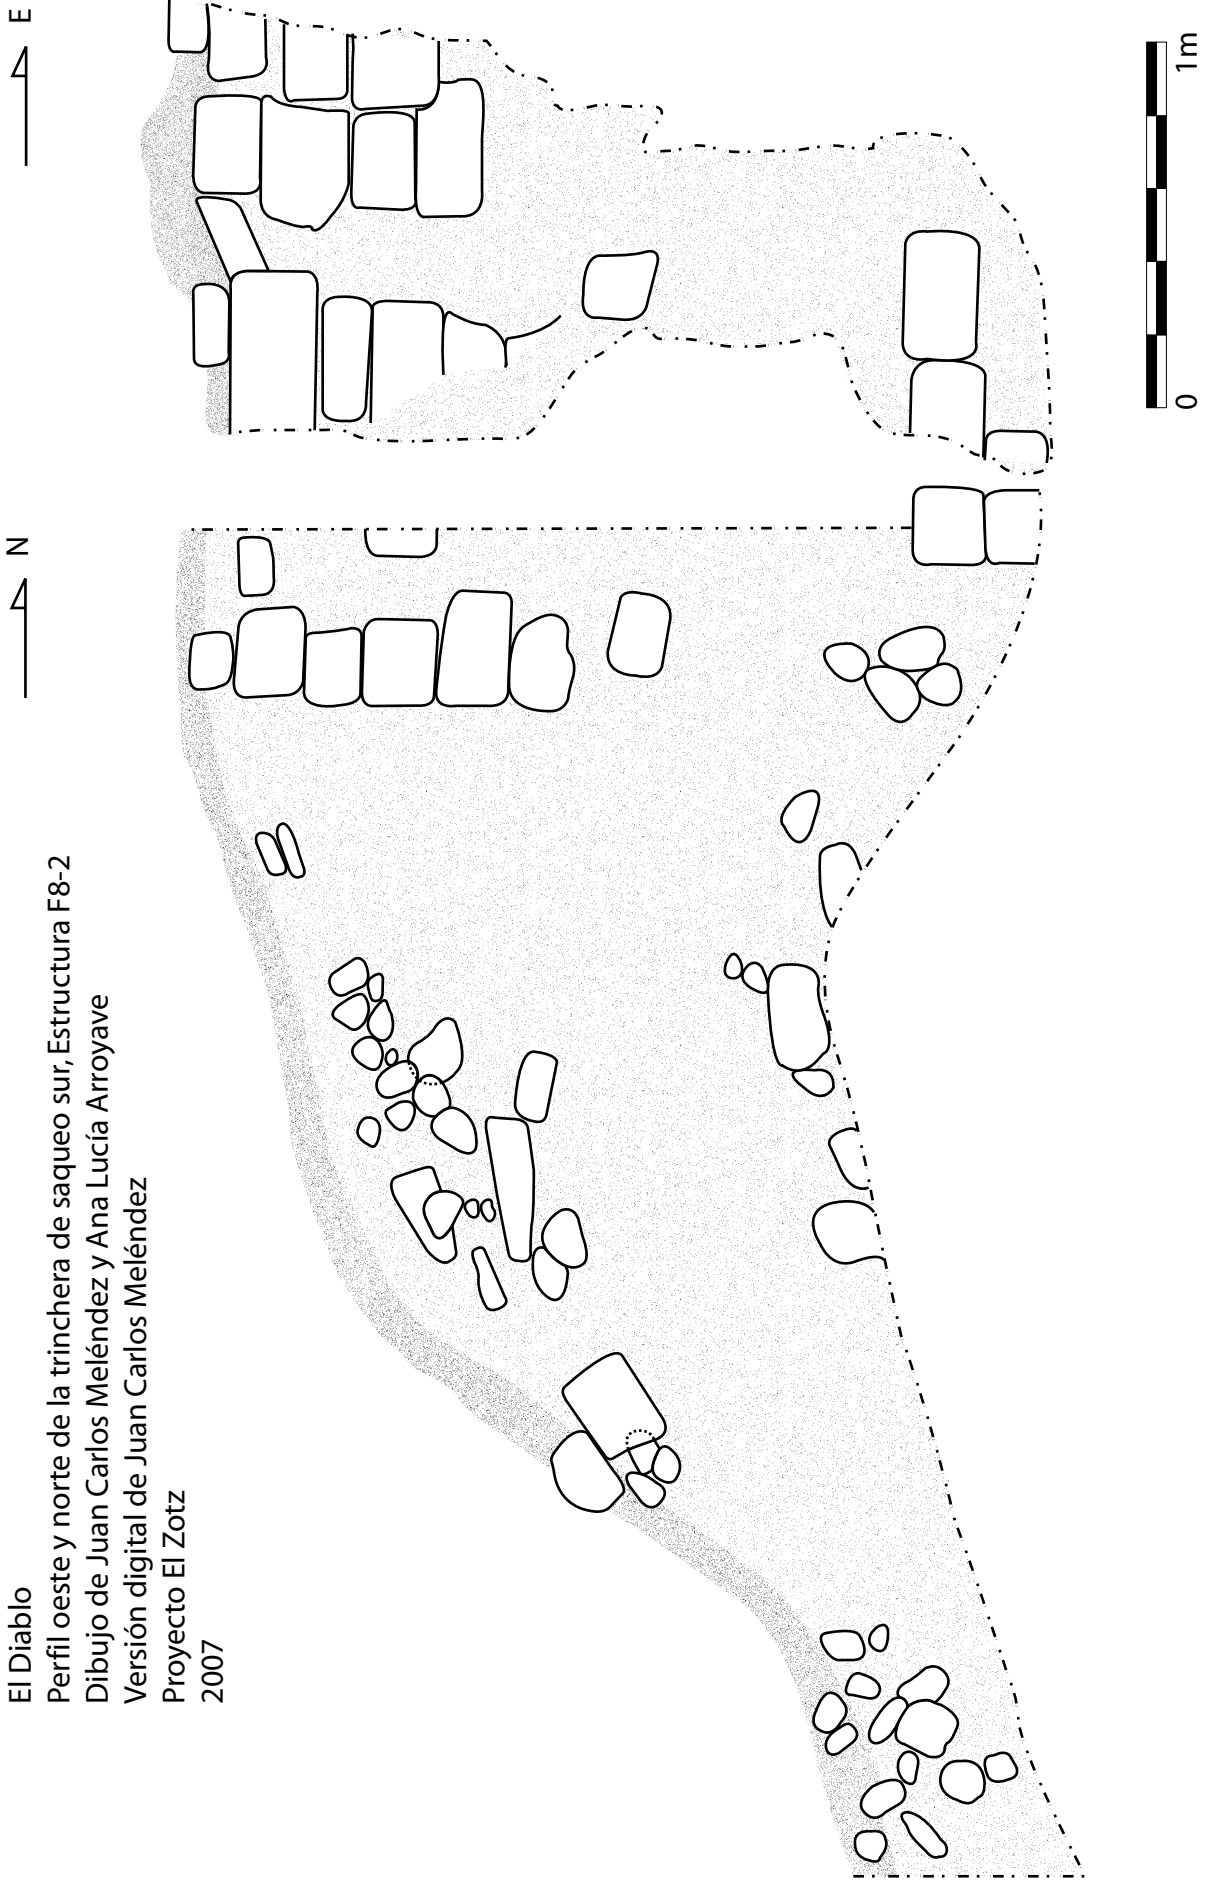 El Diablo
Perfil oeste y norte de la trinchera de saqueo sur, Estructura F8-2
Dibujo de Juan Carlos Meléndez y Ana Lucía Arroyave
Versión digital de Juan Carlos Meléndez
Proyecto El Zotz
2007
N
E
0
1m